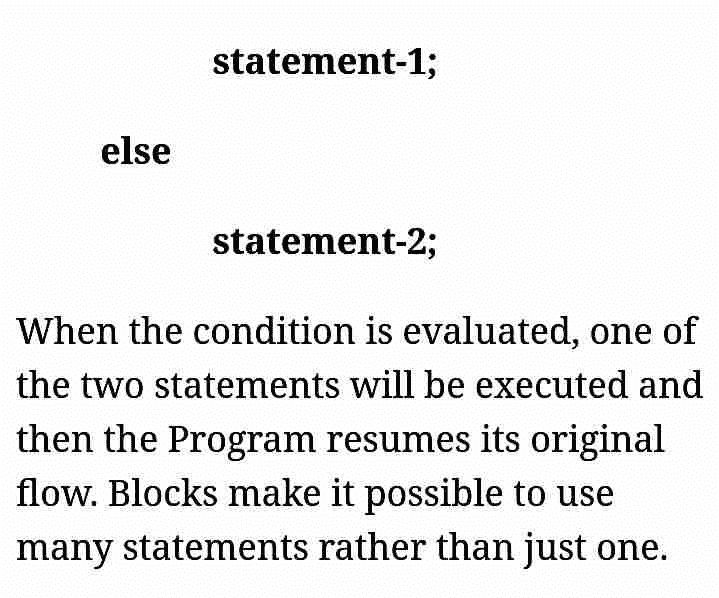 statement-1;
else
statement-2;
When the condition is evaluated, one of
the two statements will be executed and
then the Program resumes its original
flow. Blocks make it possible to use
many statements rather than just one.